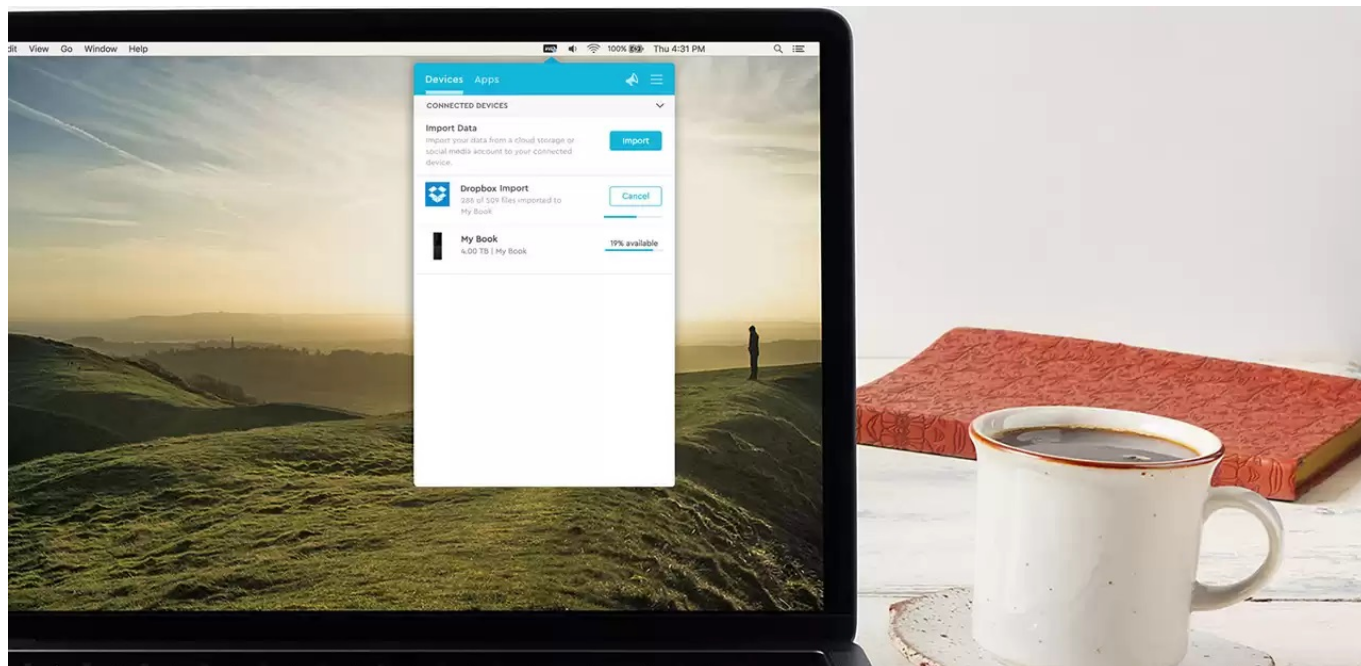 dit View Go Window Help 100% Thu 4:31 PM
Devices Apps
CONNECTED DEVICES
Import Data
Import your data from a cloud storage or
social media account to your connected
device.
Import
Dropbox Import
286 of 509 files imported to
My Book
Cancel
My Book
4.00 TB | My Book
19% available